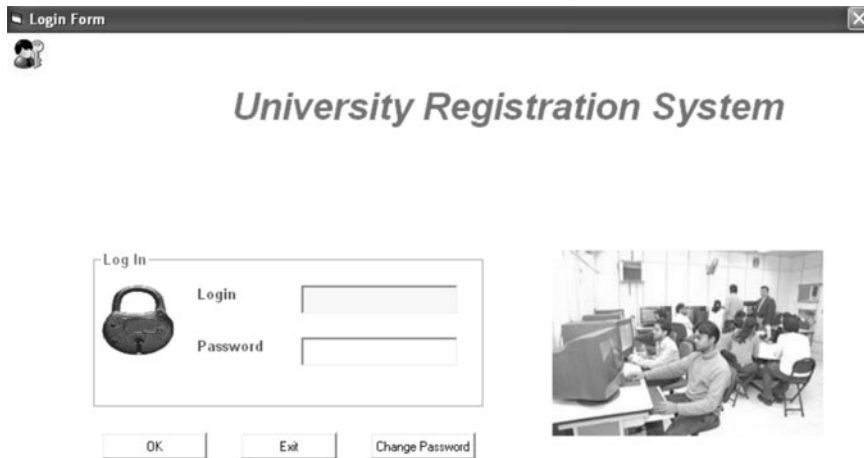 Login Form
University Registration System
Log In
Login
Password
OK Exit Change Password